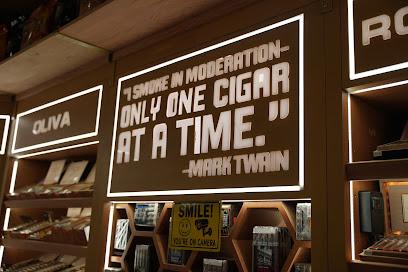 OLIVA
"I SMOKE IN MODERATION-
ONLY ONE CIGAR
AT A TIME."
-MARK TWAIN
RO
SMILE!
YOU'RE ON CAMERA